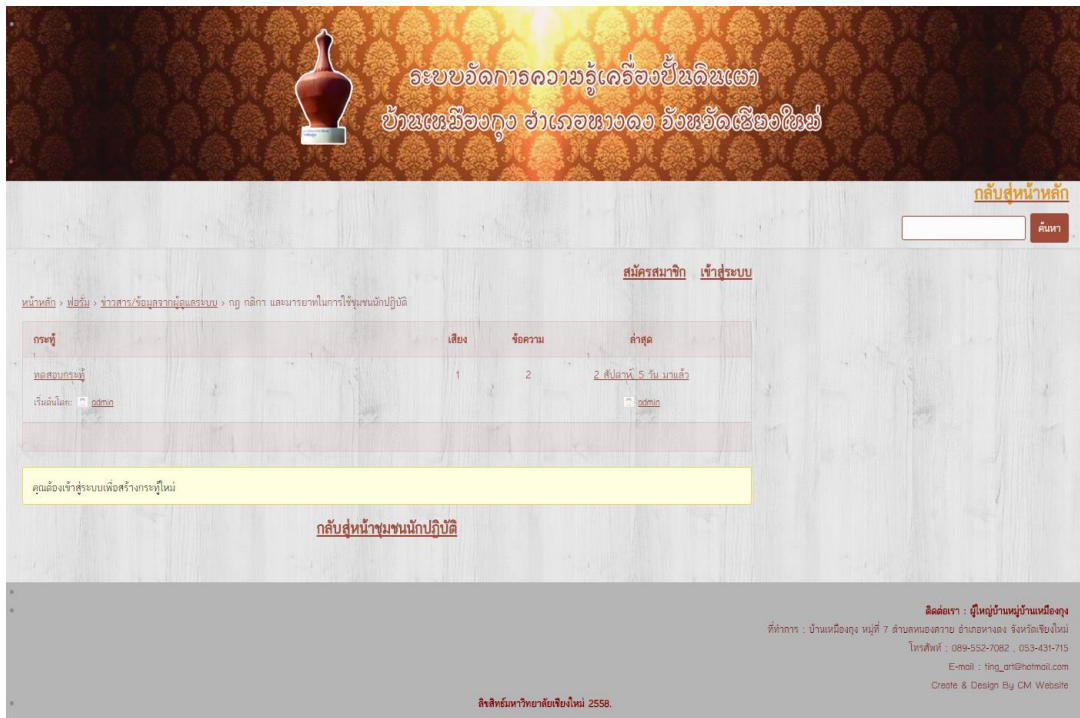 ระบบจัดการความรู้เครื่องปั้นดินเผา
บ้านเหมืองกุง อำเภอหางดง จังหวัดเชียงใหม่
กลับสู่หน้าหลัก
ค้นหา
สมัครสมาชิก เข้าสู่ระบบ
หน้าหลัก › ฟอรั่ม › ข่าวสาร/ข้อมูลจากผู้ดูแลระบบ › กฎ กติกา และมารยาทในการใช้ชุมชนนักปฏิบัติ
กระทู้ เสียง ข้อความ ล่าสุด
ทดสอบกระทู้ 1 2 2 สัปดาห์, 5 วัน มาแล้ว
เริ่มต้นโดย: admin admin
คุณต้องเข้าสู่ระบบเพื่อสร้างกระทู้ใหม่
กลับสู่หน้าชุมชนนักปฏิบัติ
ติดต่อเรา : ผู้ใหญ่บ้านหมู่บ้านเหมืองกุง
ที่ทำการ : บ้านเหมืองกุง หมู่ที่ 7 ตำบลหนองควาย อำเภอหางดง จังหวัดเชียงใหม่
โทรศัพท์ : 089-552-7082 , 053-431-715
E-mail : ting_art@hotmail.com
Create & Design By CM Website
ลิขสิทธ์มหาวิทยาลัยเชียงใหม่ 2558.